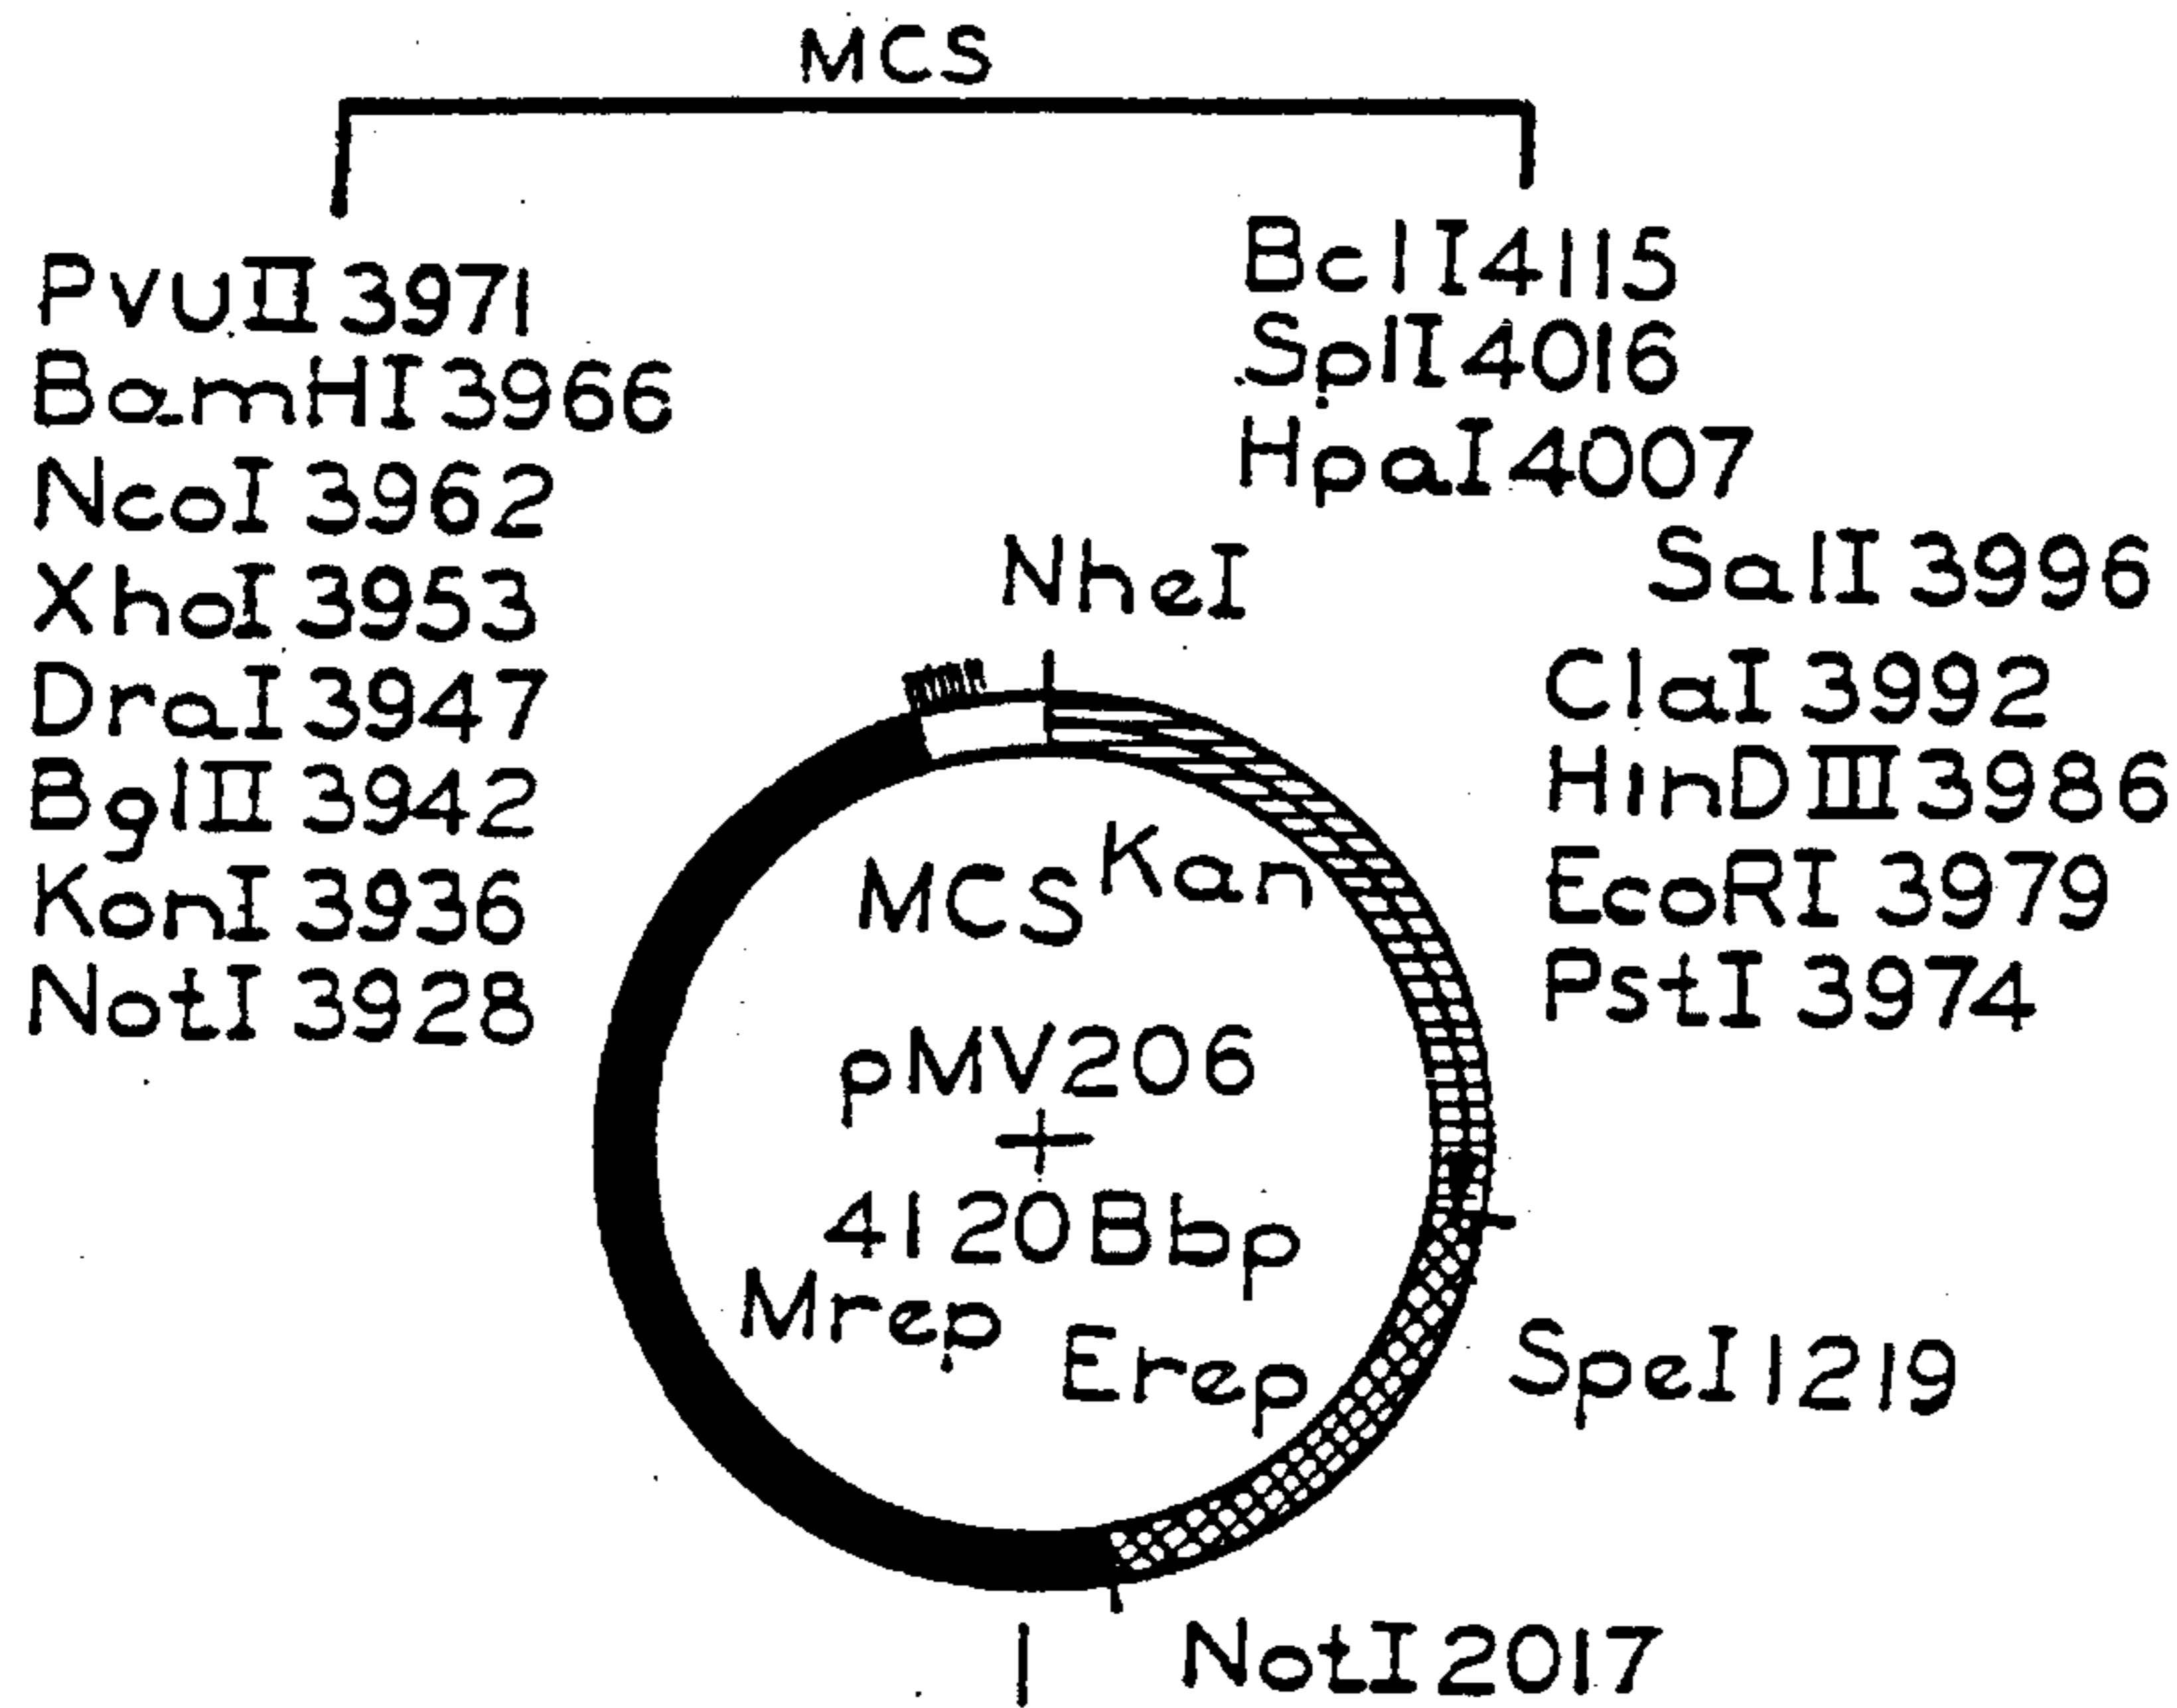 MCS
PvuII 3971
BamHI 3966
NcoI 3962
XhoI 3953
DraI 3947
BglII 3942
KonI 3936
NotI 3928
BclI 4115
SplI 4016
HpaI 4007
SalI 3996
ClaI 3992
HinDIII 3986
EcoRI 3979
PstI 3974
NheI
MCS
Kan
pMV206
4120Bbp
Mrep
Erep
SpeI 1219
NotI 2017